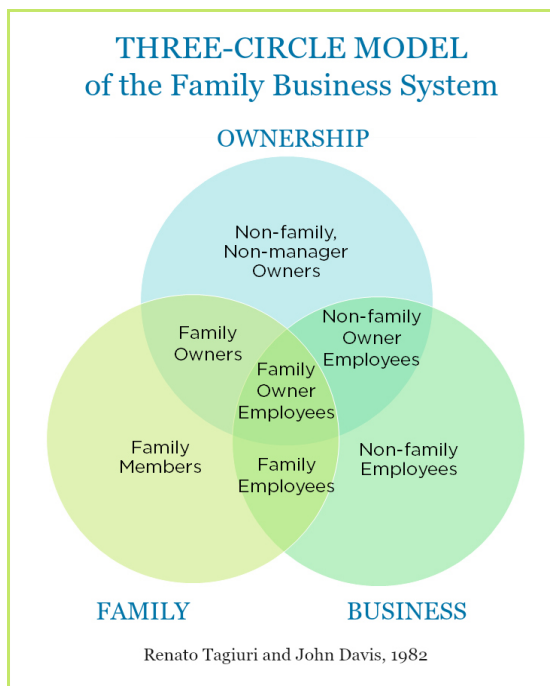 THREE-CIRCLE MODEL
of the Family Business System
OWNERSHIP
Non-family,
Non-manager
Owners
Family
Owners
Non-family
Owner
Employees
Family
Owner
Employees
Family
Members
Family
Employees
Non-family
Employees
FAMILY
BUSINESS
Renato Tagiuri and John Davis, 1982